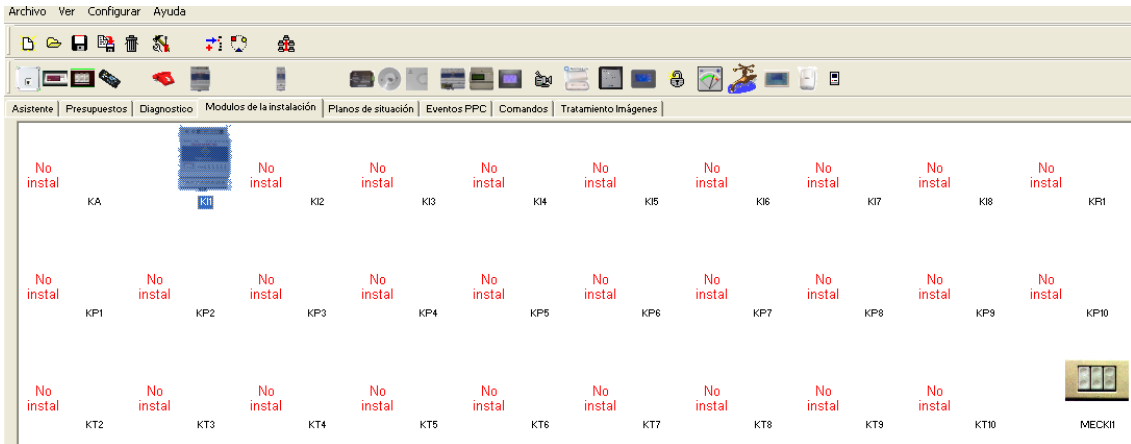 Archivo Ver Configurar Ayuda
Asistente Presupuestos Diagnostico Modulos de la instalación Planos de situación Eventos PPC Comandos Tratamiento Imágenes
No instal No instal No instal No instal No instal No instal No instal No instal No instal
KA KI1 KI2 KI3 KI4 KI5 KI6 KI7 KI8 KR1
No instal No instal No instal No instal No instal No instal No instal No instal No instal No instal
KP1 KP2 KP3 KP4 KP5 KP6 KP7 KP8 KP9 KP10
No instal No instal No instal No instal No instal No instal No instal No instal No instal
KT2 KT3 KT4 KT5 KT6 KT7 KT8 KT9 KT10 MECKI1